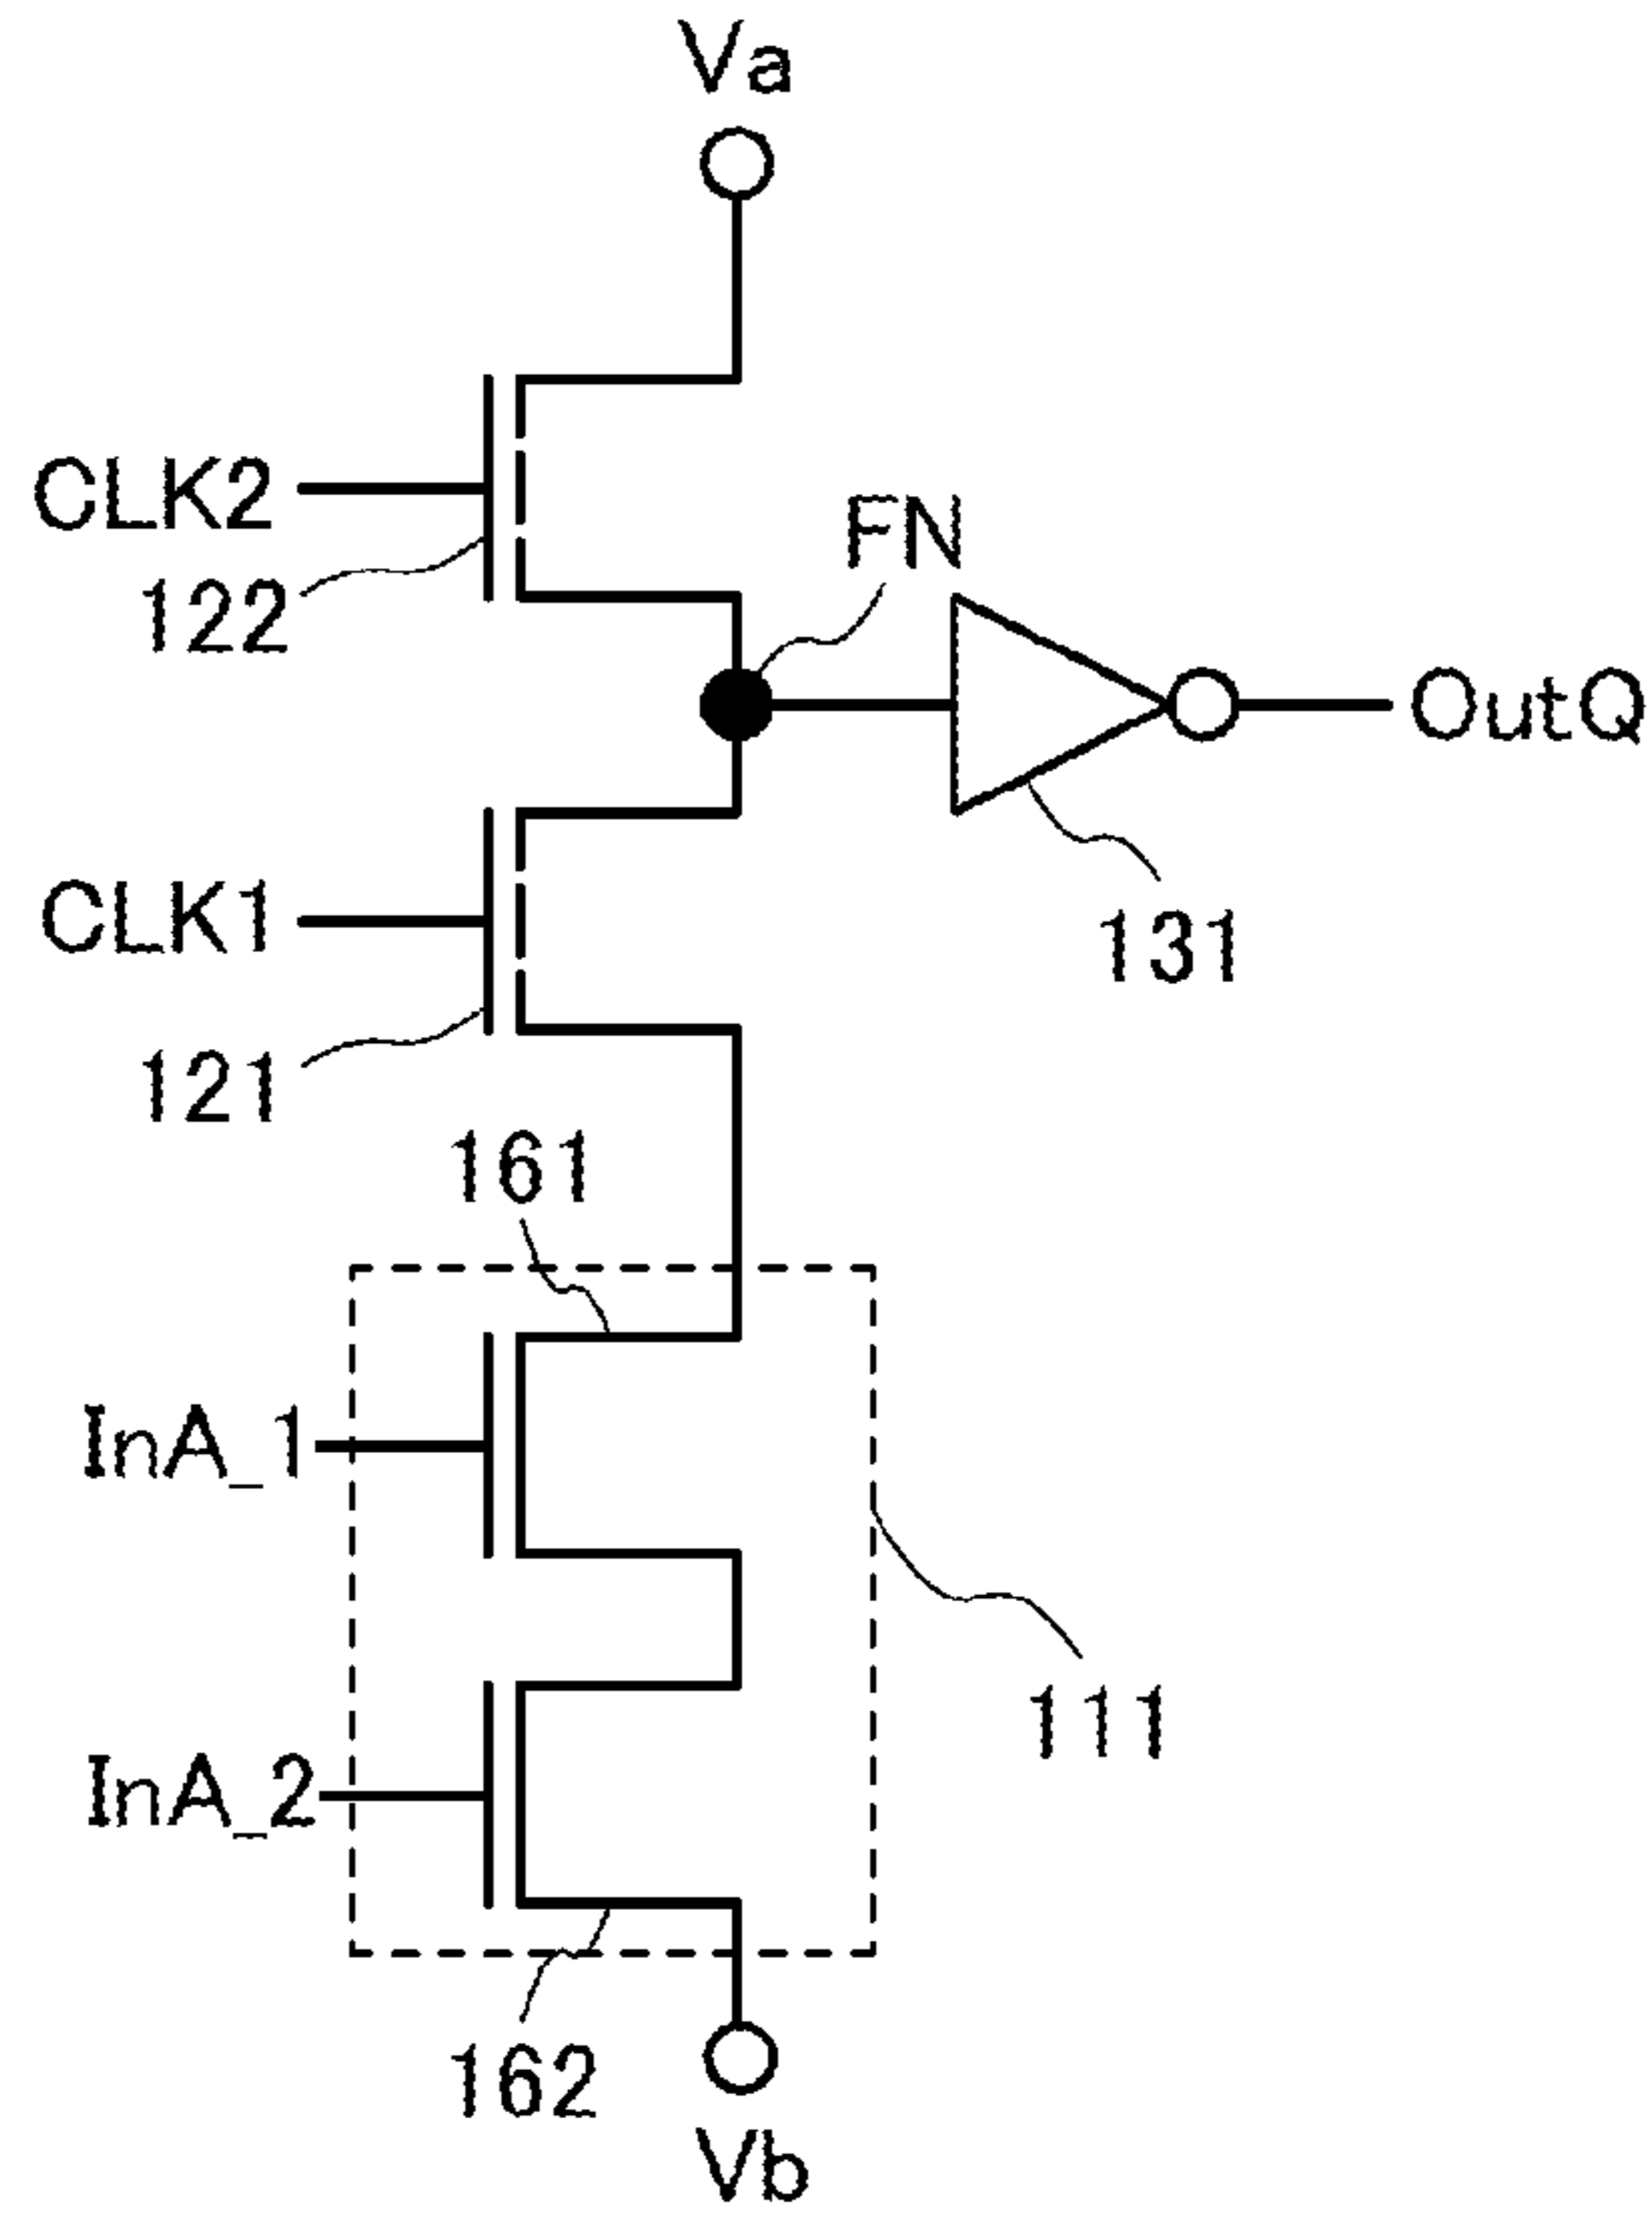 Va
CLK2
122
FN
OutQ
CLK1
131
121
161
InA_1
111
InA_2
162
Vb